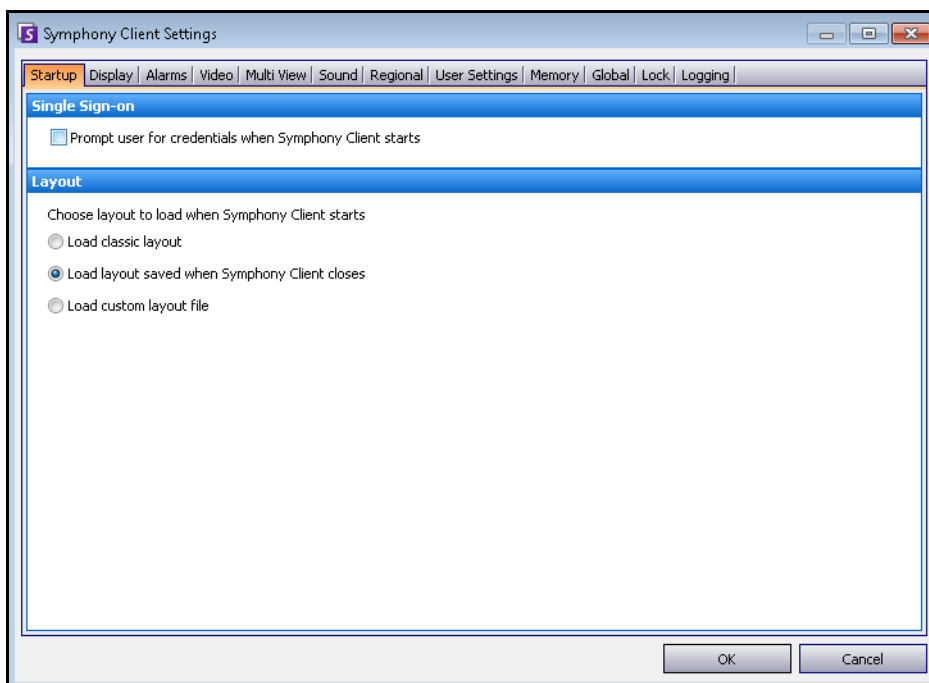 Symphony Client Settings
Startup Display Alarms Video Multi View Sound Regional User Settings Memory Global Lock Logging
Single Sign-on
Prompt user for credentials when Symphony Client starts
Layout
Choose layout to load when Symphony Client starts
Load classic layout
Load layout saved when Symphony Client closes
Load custom layout file
OK Cancel